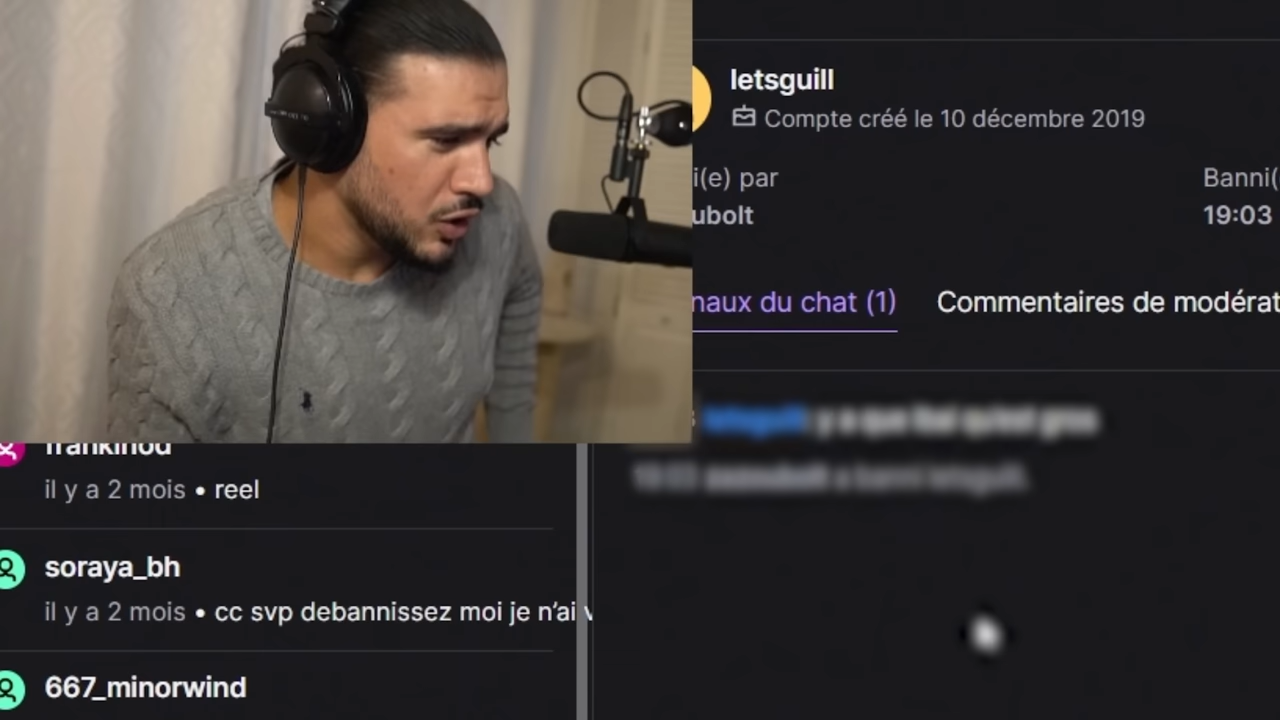 letsguill
Compte créé le 10 décembre 2019
i(e) par
Banni(
ubolt
19:03
naux du chat (1)
Commentaires de modérat
frankinou
il y a 2 mois • reel
soraya_bh
il y a 2 mois • cc svp debannissez moi je n'ai v
667_minorwind